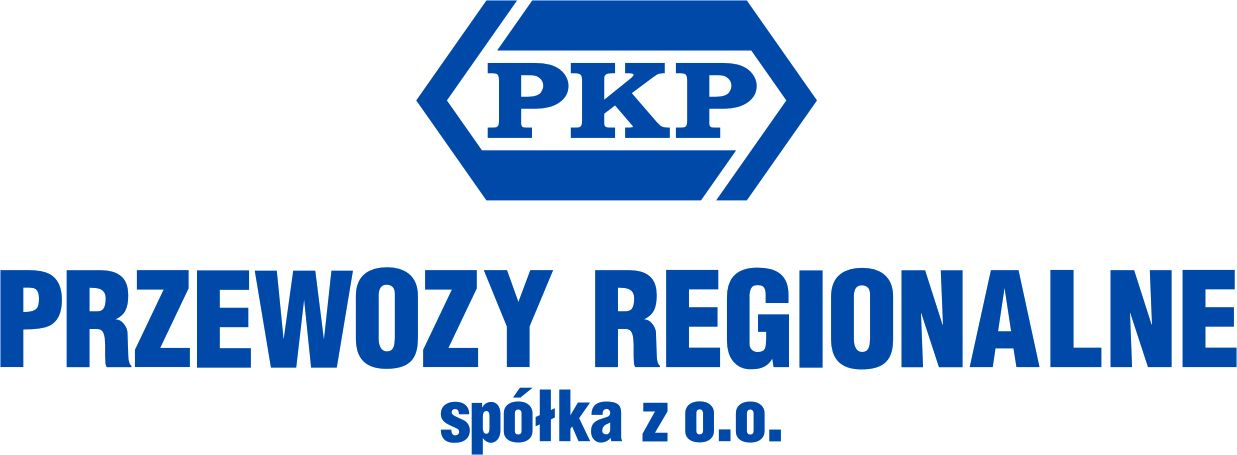 PKP
PRZEWOZY REGIONALNE
spółka z o.o.